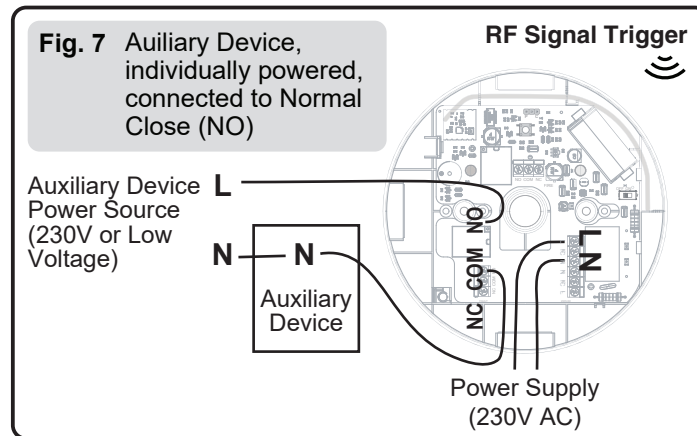 Fig. 7 Auiliary Device,
individually powered,
connected to Normal
Close (NO)
RF Signal Trigger
Auxiliary Device
Power Source
(230V or Low
Voltage)
L
N
N
Auxiliary
Device
NC COM NO
L
N
Power Supply
(230V AC)